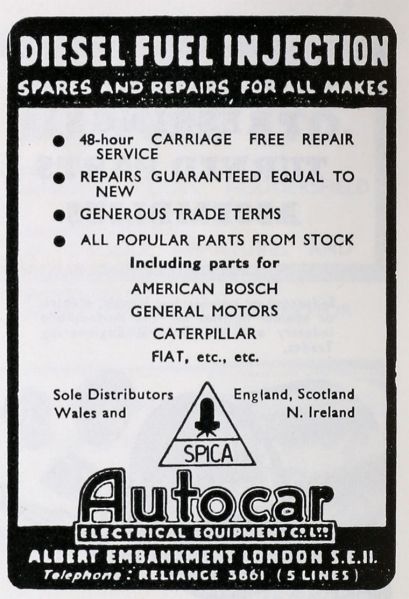 DIESEL FUEL INJECTION
SPARES AND REPAIRS FOR ALL MAKES
● 48-hour CARRIAGE FREE REPAIR
SERVICE
● REPAIRS GUARANTEED EQUAL TO
NEW
● GENEROUS TRADE TERMS
● ALL POPULAR PARTS FROM STOCK
Including parts for
AMERICAN BOSCH
GENERAL MOTORS
CATERPILLAR
FIAT, etc., etc.
Sole Distributors England, Scotland
Wales and N. Ireland
SPICA
Autocar
ELECTRICAL EQUIPMENT CO LTD
ALBERT EMBANKMENT LONDON S.E.11.
Telephone: RELIANCE 3861 (5 LINES)